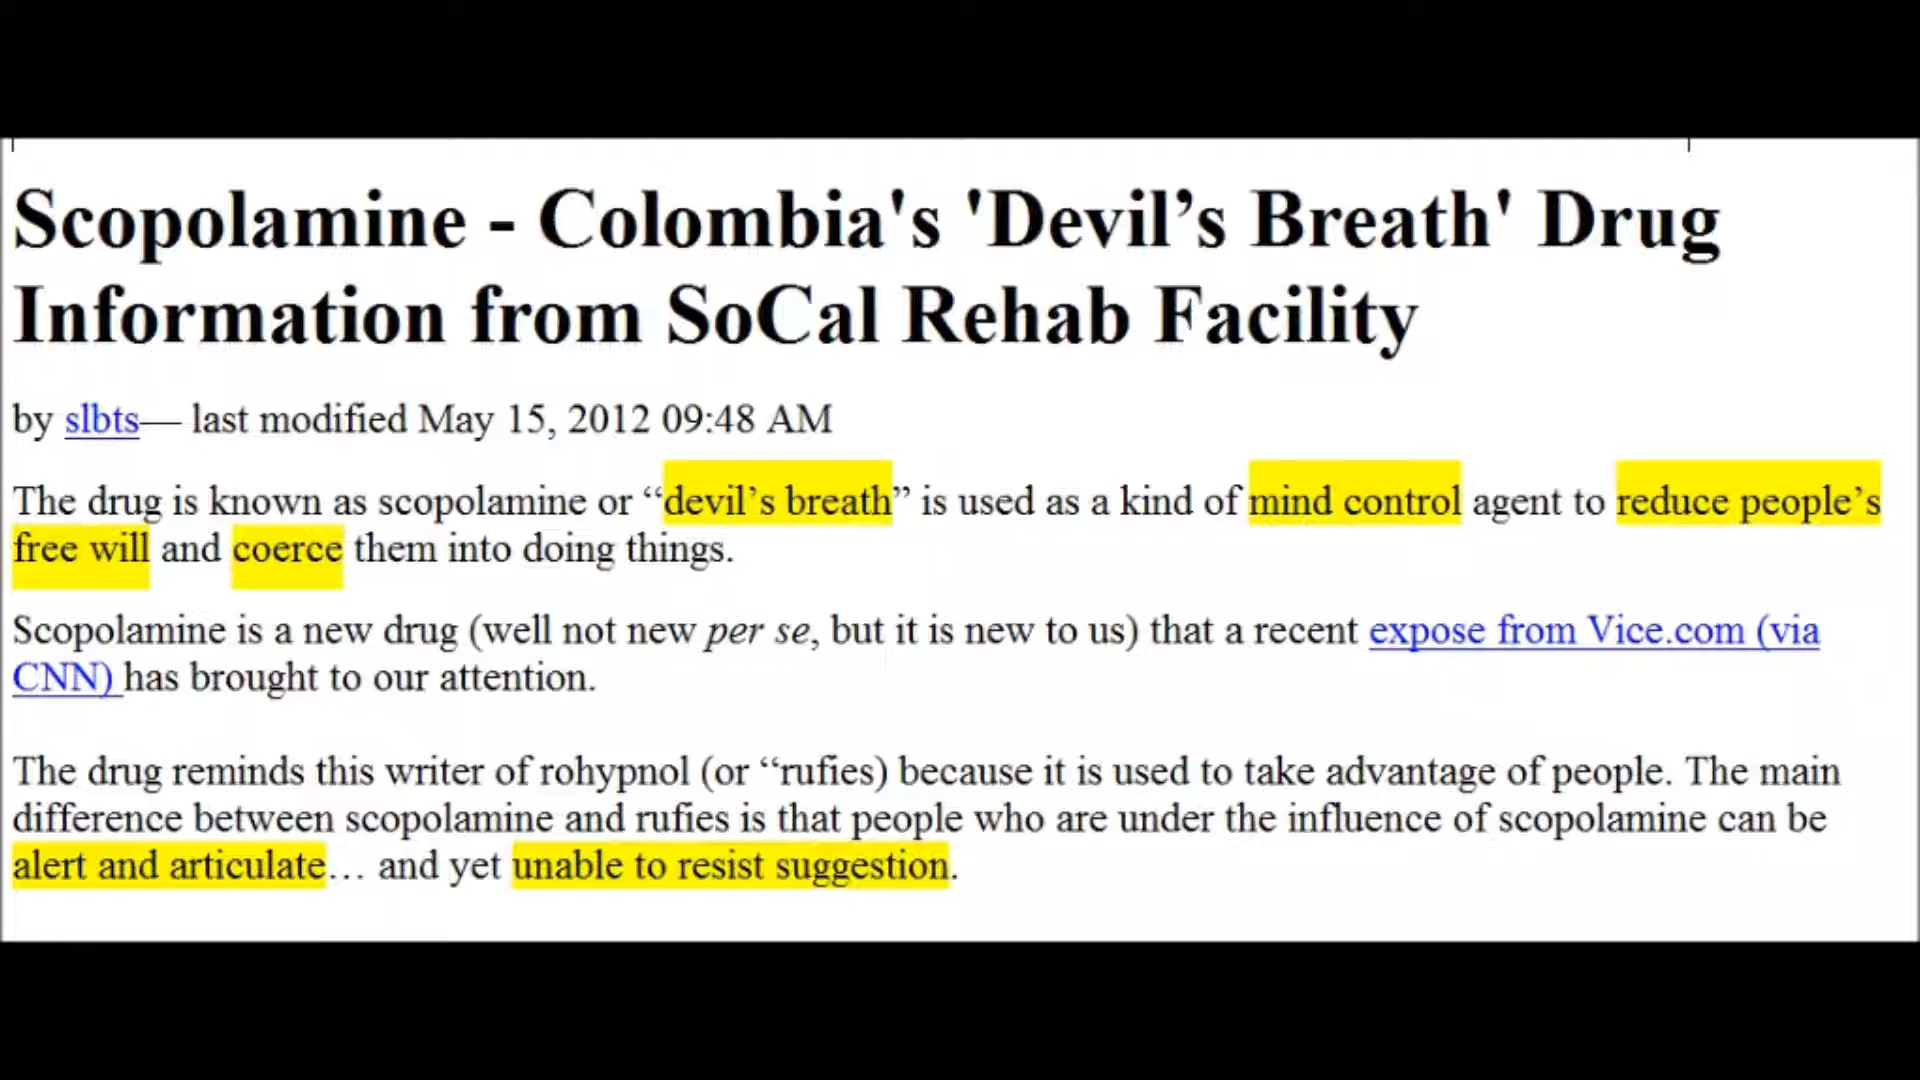 Scopolamine - Colombia's 'Devil’s Breath' Drug
Information from SoCal Rehab Facility
by slbts— last modified May 15, 2012 09:48 AM
The drug is known as scopolamine or “devil’s breath” is used as a kind of mind control agent to reduce people’s
free will and coerce them into doing things.
Scopolamine is a new drug (well not new per se, but it is new to us) that a recent expose from Vice.com (via
CNN) has brought to our attention.
The drug reminds this writer of rohypnol (or “rufies) because it is used to take advantage of people. The main
difference between scopolamine and rufies is that people who are under the influence of scopolamine can be
alert and articulate… and yet unable to resist suggestion.